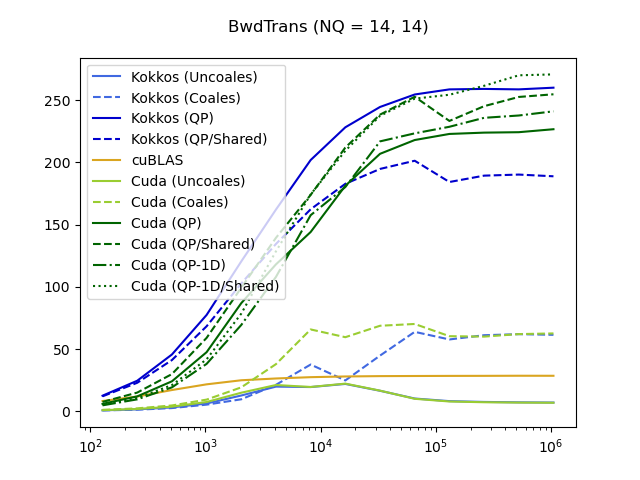 BwdTrans (NQ = 14, 14)
Kokkos (Uncoales)
Kokkos (Coales)
Kokkos (QP)
Kokkos (QP/Shared)
cuBLAS
Cuda (Uncoales)
Cuda (Coales)
Cuda (QP)
Cuda (QP/Shared)
Cuda (QP-1D)
Cuda (QP-1D/Shared)
250
200
150
100
50
0
10² 10³ 10⁴ 10⁵ 10⁶